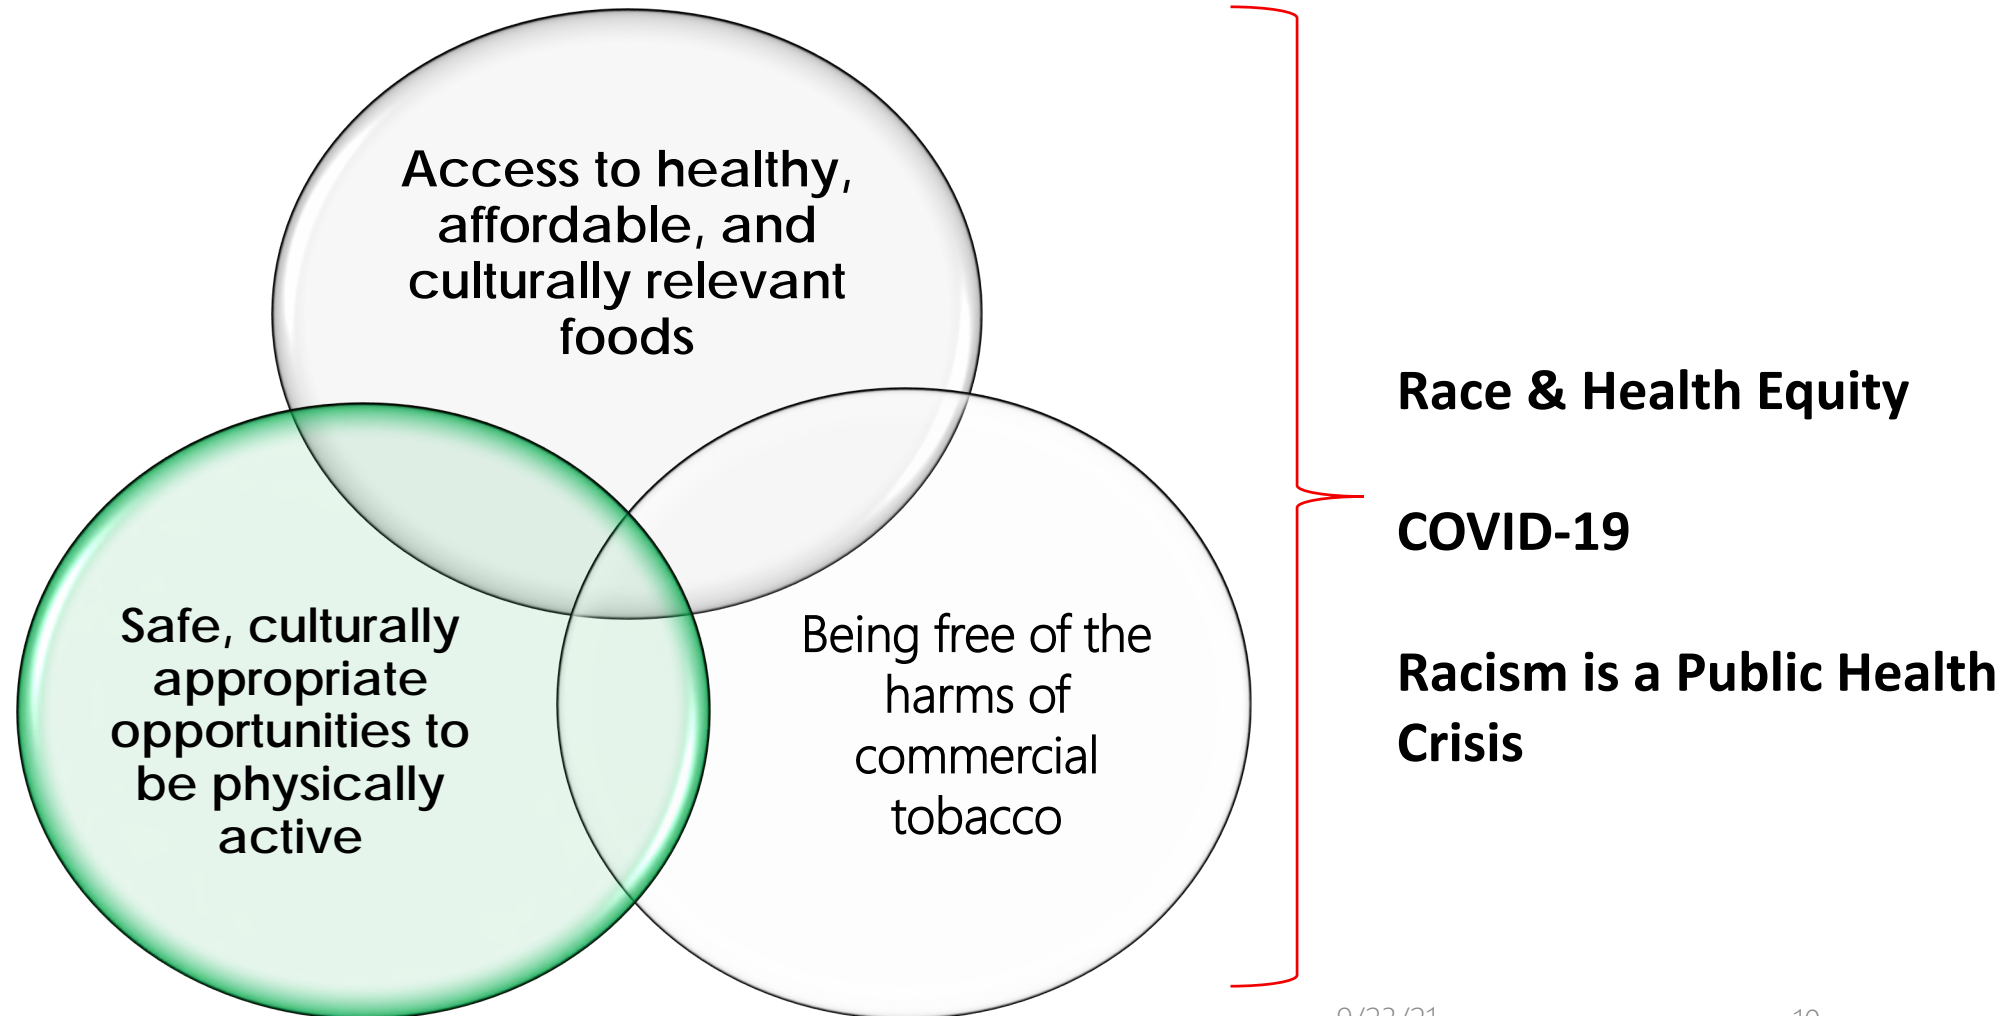 Access to healthy,
affordable, and
culturally relevant
foods
Safe, culturally
appropriate
opportunities to
be physically
active
Being free of the
harms of
commercial
tobacco
Race & Health Equity
COVID-19
Racism is a Public Health
Crisis